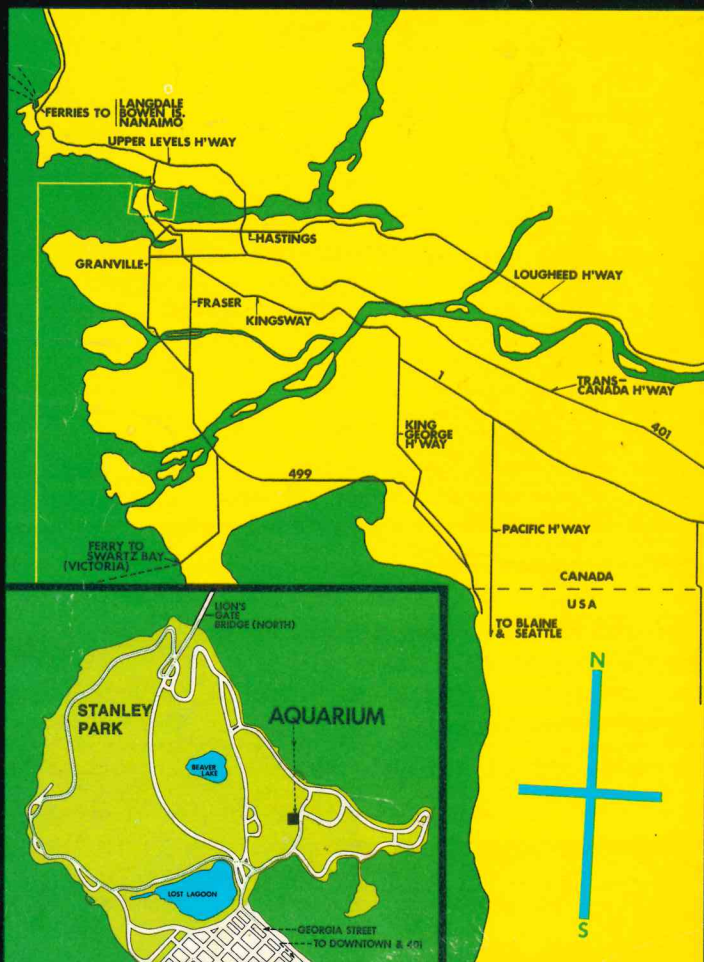 FERRIES TO
LANGDALE
BOWEN IS.
NANAIMO
UPPER LEVELS H'WAY
HASTINGS
GRANVILLE
LOUGHEED H'WAY
FRASER
KINGSWAY
1
TRANS-
CANADA H'WAY
401
KING
GEORGE
H'WAY
499
PACIFIC H'WAY
FERRY TO
SWARTZ BAY
(VICTORIA)
CANADA
USA
TO BLAINE
& SEATTLE
LION'S
GATE
BRIDGE (NORTH)
STANLEY
PARK
AQUARIUM
BEAVER
LAKE
LOST LAGOON
GEORGIA STREET
TO DOWNTOWN & 401
N
S